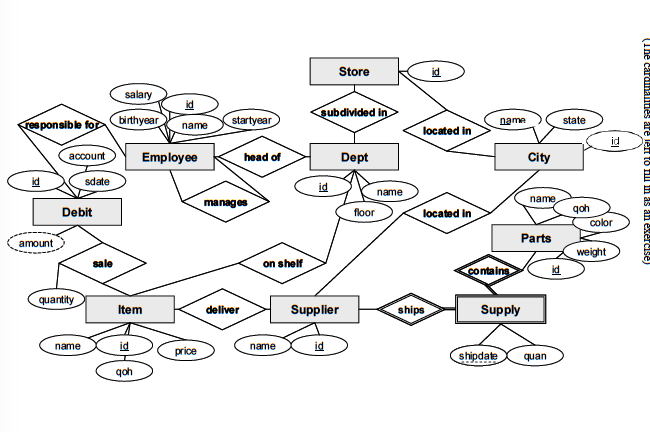 Store
id
salary
id
birthyear
name
startyear
responsible for
subdivided in
located in
name
state
id
account
Employee
head of
Dept
City
id
sdate
manages
id
name
floor
located in
name
qoh
color
Debit
amount
sale
on shelf
Parts
weight
contains
id
quantity
Item
deliver
Supplier
ships
Supply
name
id
price
qoh
name
id
shipdate
quan
(The cardinalities are left to fill in as an exercise)